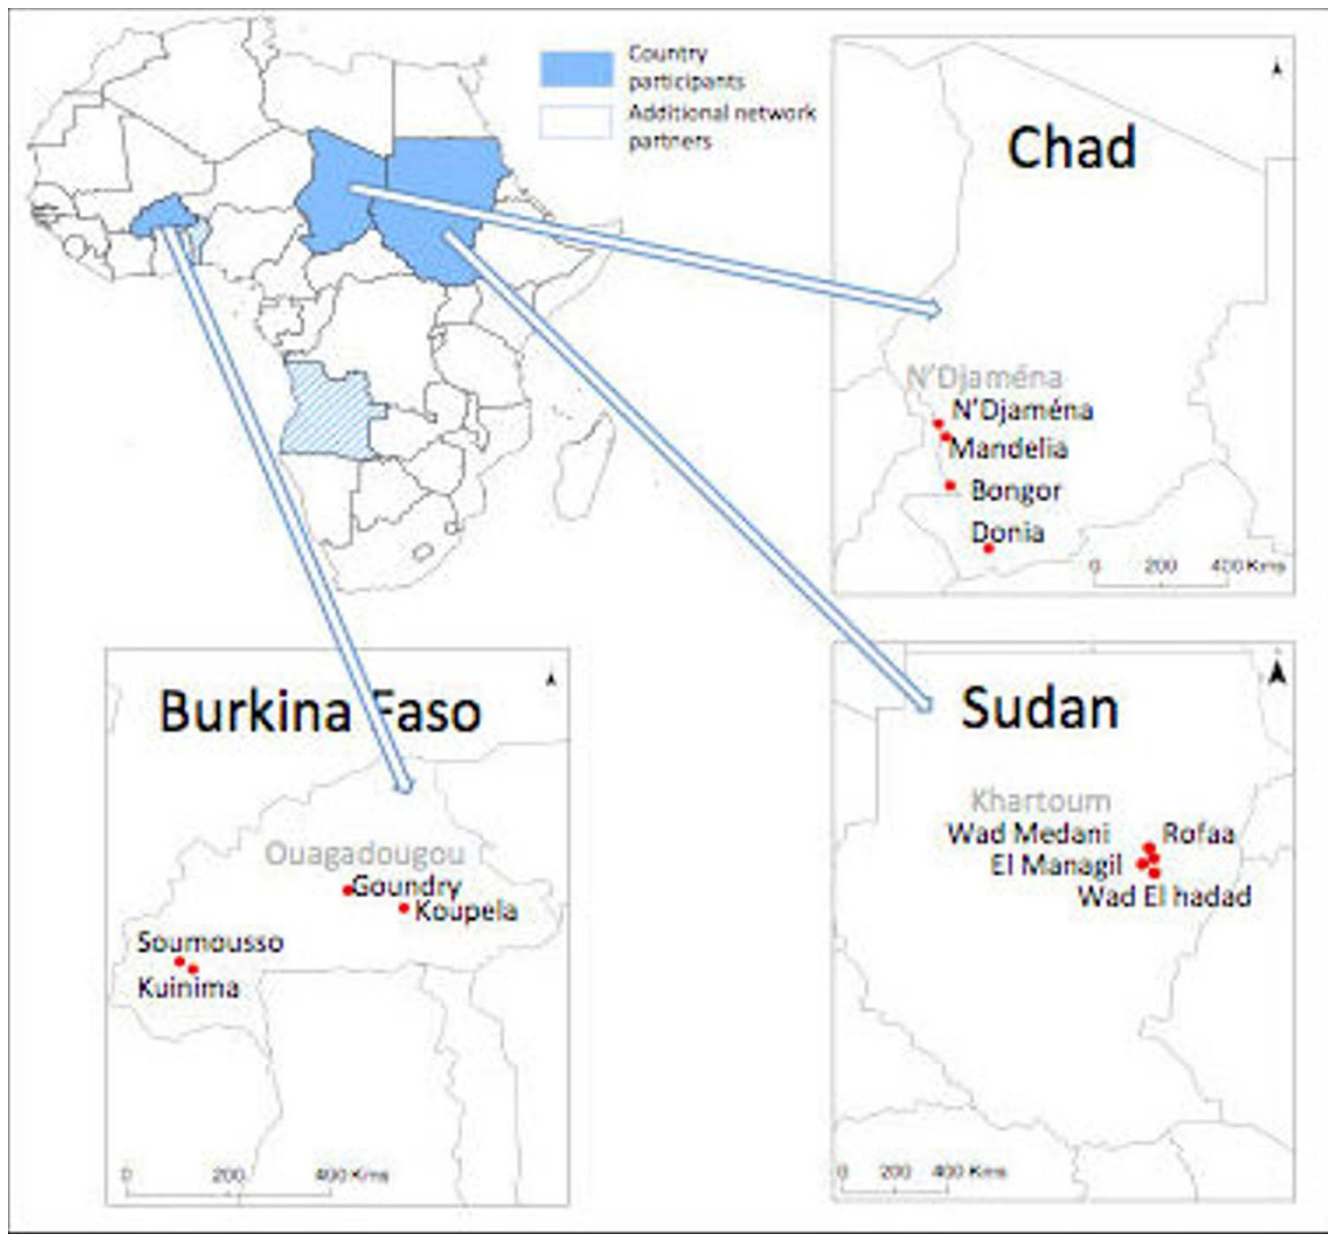 Country
participants
Additional network
partners
Chad
N'Djaména
N'Djaména
Mandelia
Bongor
Donia
0 200 400 Kms
Burkina Faso
Ouagadougou
Goundry
Koupela
Soumousso
Kuinima
0 200 400 Kms
Sudan
Khartoum
Wad Medani Rofaa
El Managil
Wad El hadad
0 200 400 Kms